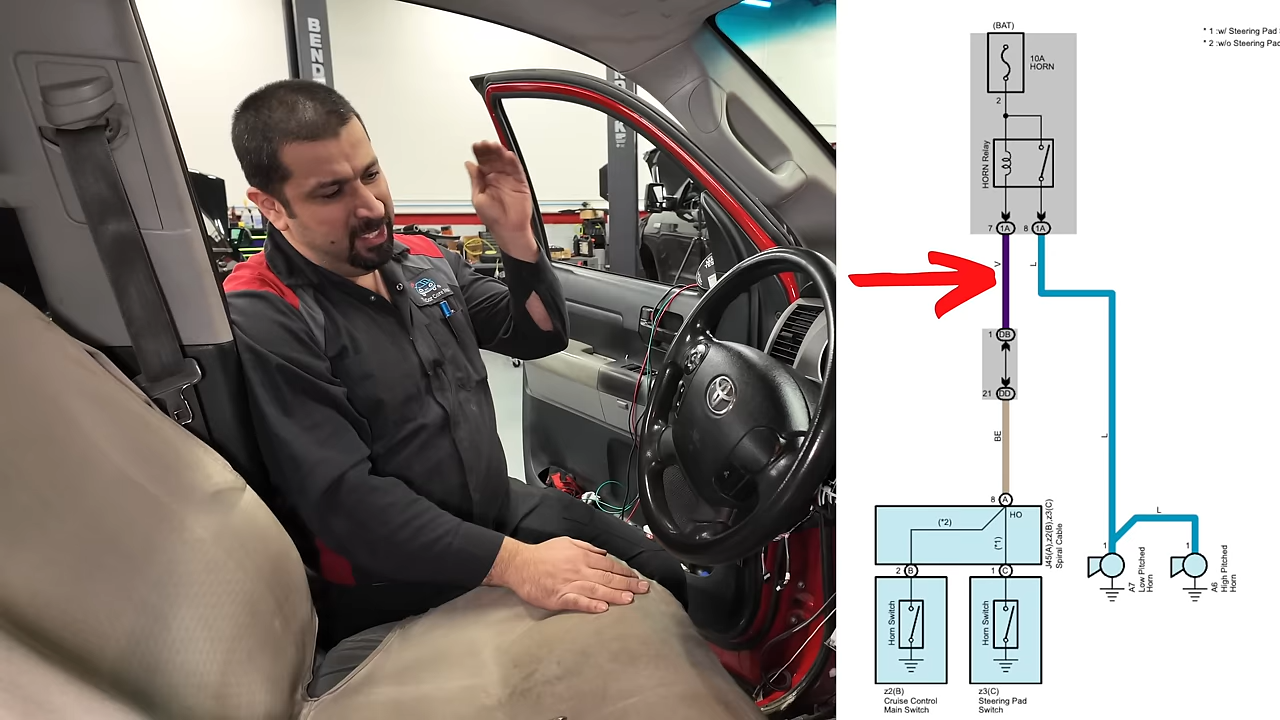 BEND
(BAT)
* 1 :w/ Steering Pad
* 2 :w/o Steering Pad
10A
HORN
2
HORN Relay
7
1A
8
1A
V
L
1
DB
21
DD
BE
L
8
A
HO
(*2)
(*1)
J45(A),z2(B),z3(C)
Spiral Cable
L
1
1
A7
Low Pitched
Horn
A6
High Pitched
Horn
2
B
1
C
Horn Switch
Horn Switch
z2(B)
Cruise Control
Main Switch
z3(C)
Steering Pad
Switch